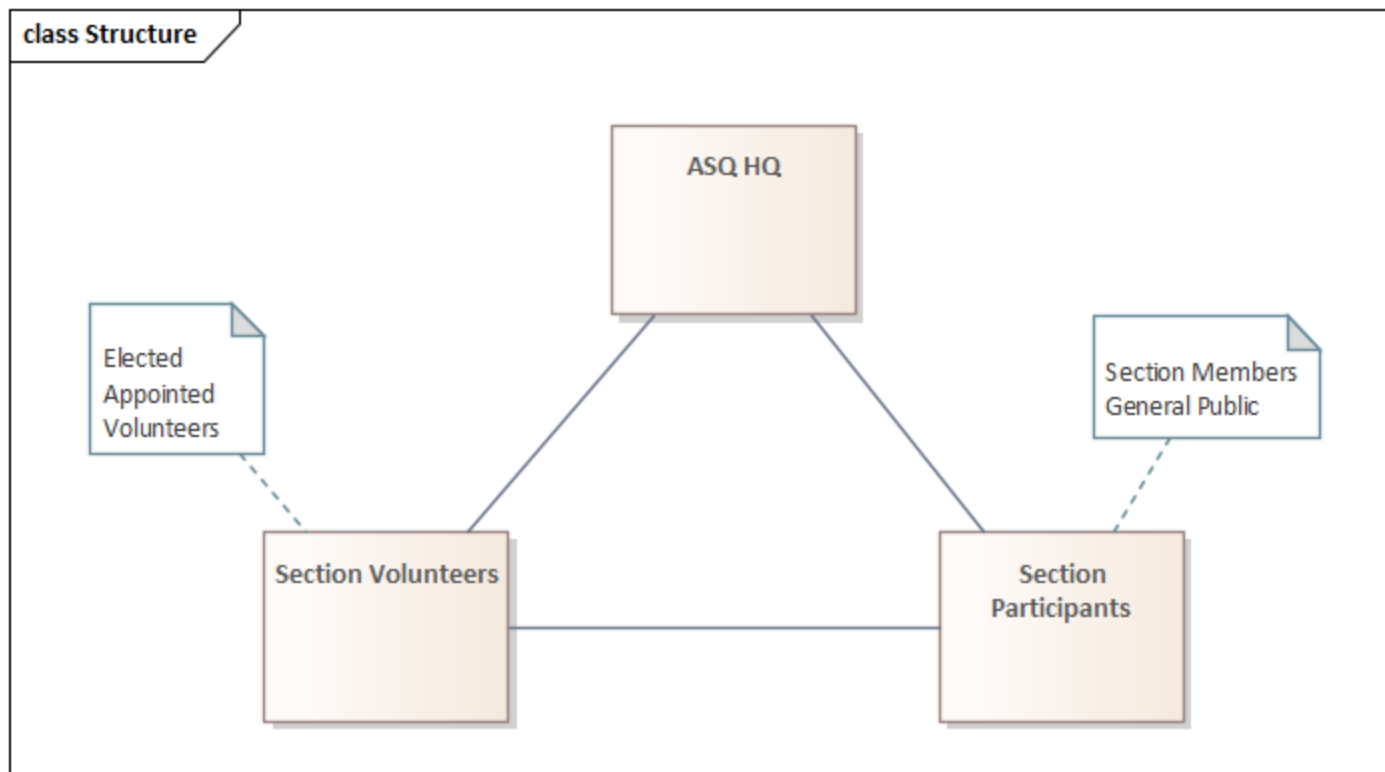 class Structure
ASQ HQ
Elected
Appointed
Volunteers
Section Members
General Public
Section Volunteers
Section
Participants